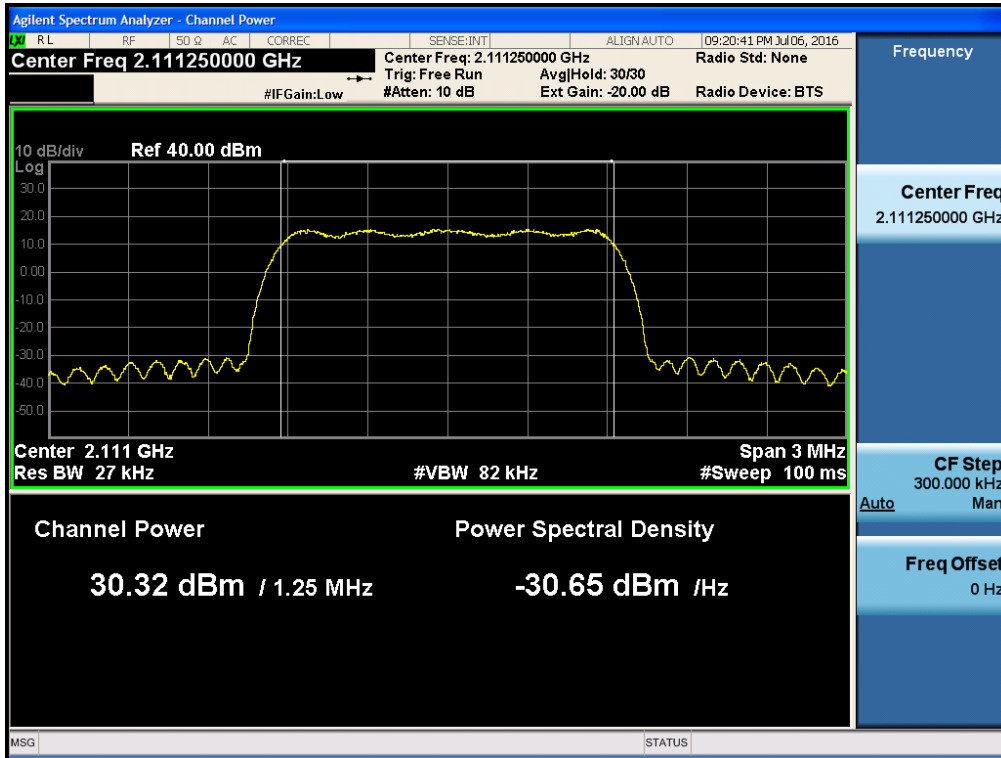 Agilent Spectrum Analyzer - Channel Power
LXI RL RF 50 Ω AC CORREC SENSE:INT ALIGN AUTO 09:20:41 PM Jul 06, 2016
Center Freq 2.111250000 GHz
Center Freq: 2.111250000 GHz Radio Std: None
Trig: Free Run Avg|Hold: 30/30
#IFGain:Low #Atten: 10 dB Ext Gain: -20.00 dB Radio Device: BTS
10 dB/div Ref 40.00 dBm
Log
30.0
20.0
10.0
0.00
-10.0
-20.0
-30.0
-40.0
-50.0
Center 2.111 GHz Span 3 MHz
Res BW 27 kHz #VBW 82 kHz #Sweep 100 ms
Channel Power Power Spectral Density
30.32 dBm / 1.25 MHz -30.65 dBm /Hz
Frequency
Center Freq
2.111250000 GHz
CF Step
300.000 kHz
Auto Man
Freq Offset
0 Hz
MSG STATUS